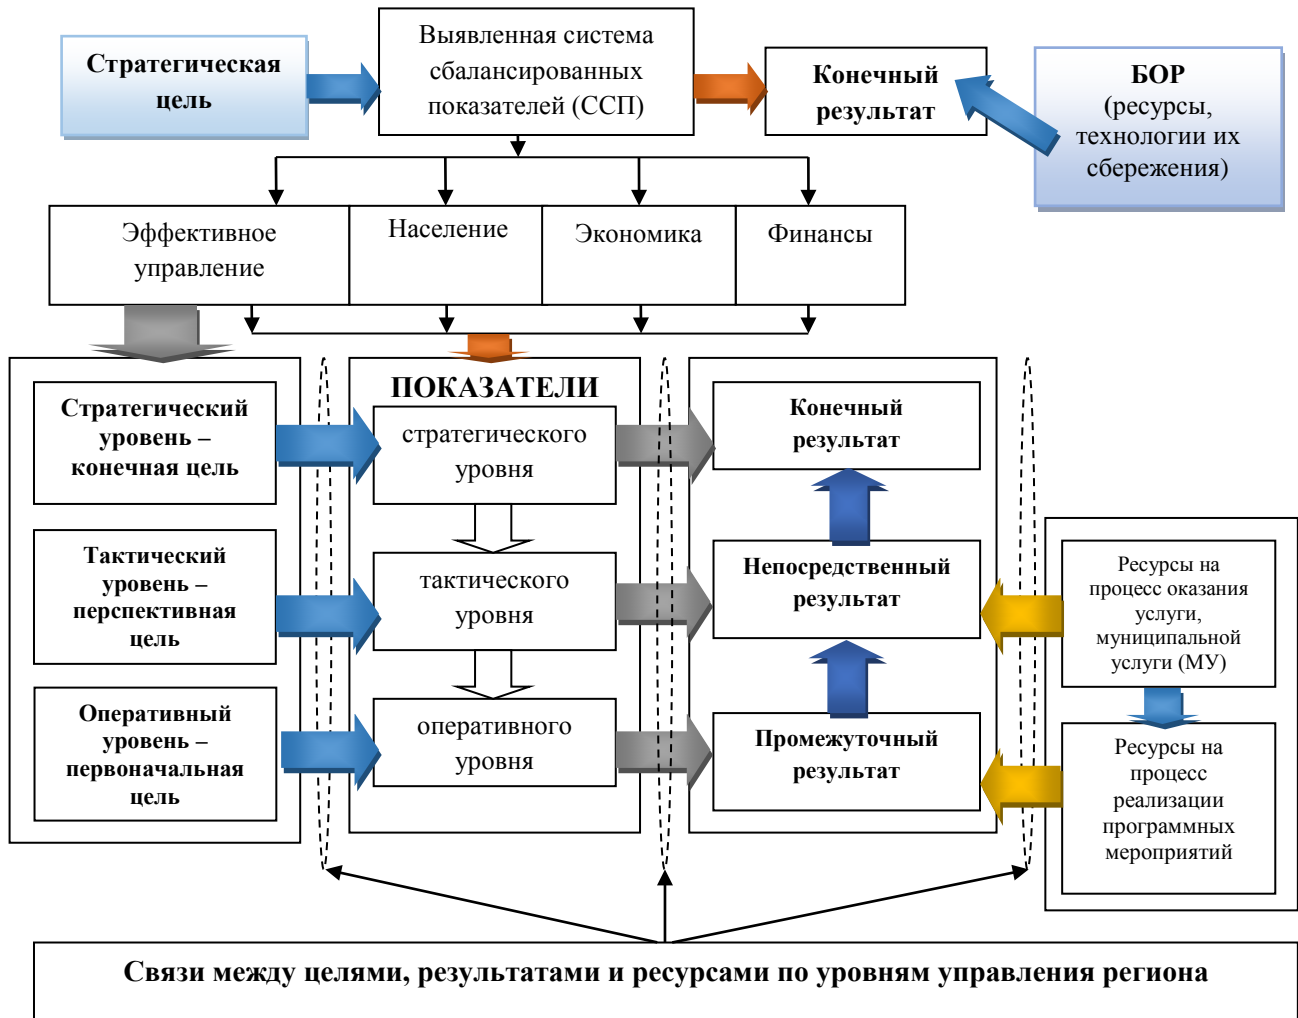 Стратегическая
цель
Выявленная система
сбалансированных
показателей (ССП)
Конечный
результат
БОР
(ресурсы,
технологии их
сбережения)
Эффективное
управление
Население
Экономика
Финансы
Стратегический
уровень –
конечная цель
Тактический
уровень –
перспективная
цель
Оперативный
уровень –
первоначальная
цель
ПОКАЗАТЕЛИ
стратегического
уровня
тактического
уровня
оперативного
уровня
Конечный
результат
Непосредственный
результат
Промежуточный
результат
Ресурсы на
процесс оказания
услуги,
муниципальной
услуги (МУ)
Ресурсы на
процесс
реализации
программных
мероприятий
Связи между целями, результатами и ресурсами по уровням управления региона